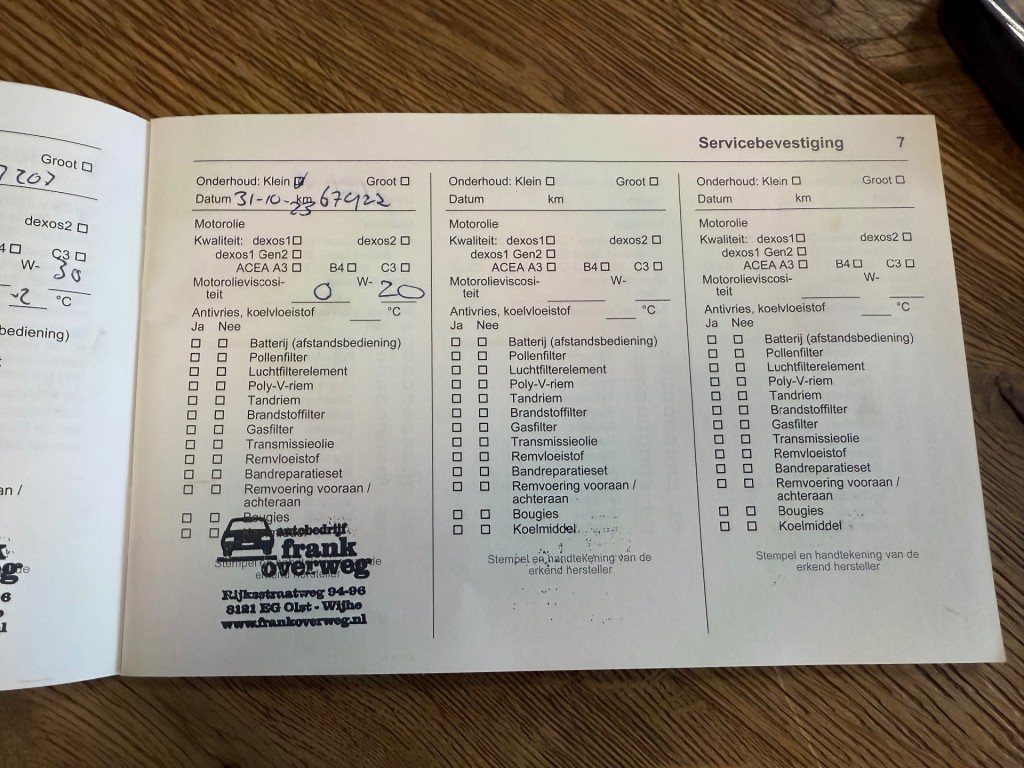 Groot
7207
dexos2
C3
W- 30
-2 °C
bediening)
Servicebevestiging 7
Onderhoud: Klein Groot
Datum 31-10-23 km 67922
Motorolie
Kwaliteit: dexos1 dexos2
dexos1 Gen2
ACEA A3 B4 C3
Motorolieviscosi-
teit 0 W- 20
Antivries, koelvloeistof °C
Ja Nee
Batterij (afstandsbediening)
Pollenfilter
Luchtfilterelement
Poly-V-riem
Tandriem
Brandstoffilter
Gasfilter
Transmissieolie
Remvloeistof
Bandreparatieset
Remvoering vooraan /
achteraan
Bougies
autobedrijf
frank
overweg
Rijksstraatweg 94-96
8121 EG Olst - Wijhe
www.frankoverweg.nl
Onderhoud: Klein Groot
Datum km
Motorolie
Kwaliteit: dexos1 dexos2
dexos1 Gen2
ACEA A3 B4 C3
Motorolieviscosi-
teit W-
Antivries, koelvloeistof °C
Ja Nee
Batterij (afstandsbediening)
Pollenfilter
Luchtfilterelement
Poly-V-riem
Tandriem
Brandstoffilter
Gasfilter
Transmissieolie
Remvloeistof
Bandreparatieset
Remvoering vooraan /
achteraan
Bougies
Koelmiddel
Stempel en handtekening van de
erkend hersteller
Onderhoud: Klein Groot
Datum km
Motorolie
Kwaliteit: dexos1 dexos2
dexos1 Gen2
ACEA A3 B4 C3
Motorolieviscosi-
teit W-
Antivries, koelvloeistof °C
Ja Nee
Batterij (afstandsbediening)
Pollenfilter
Luchtfilterelement
Poly-V-riem
Tandriem
Brandstoffilter
Gasfilter
Transmissieolie
Remvloeistof
Bandreparatieset
Remvoering vooraan /
achteraan
Bougies
Koelmiddel
Stempel en handtekening van de
erkend hersteller